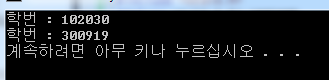 학번 : 102030
학번 : 300919
계속하려면 아무 키나 누르십시오 . . .